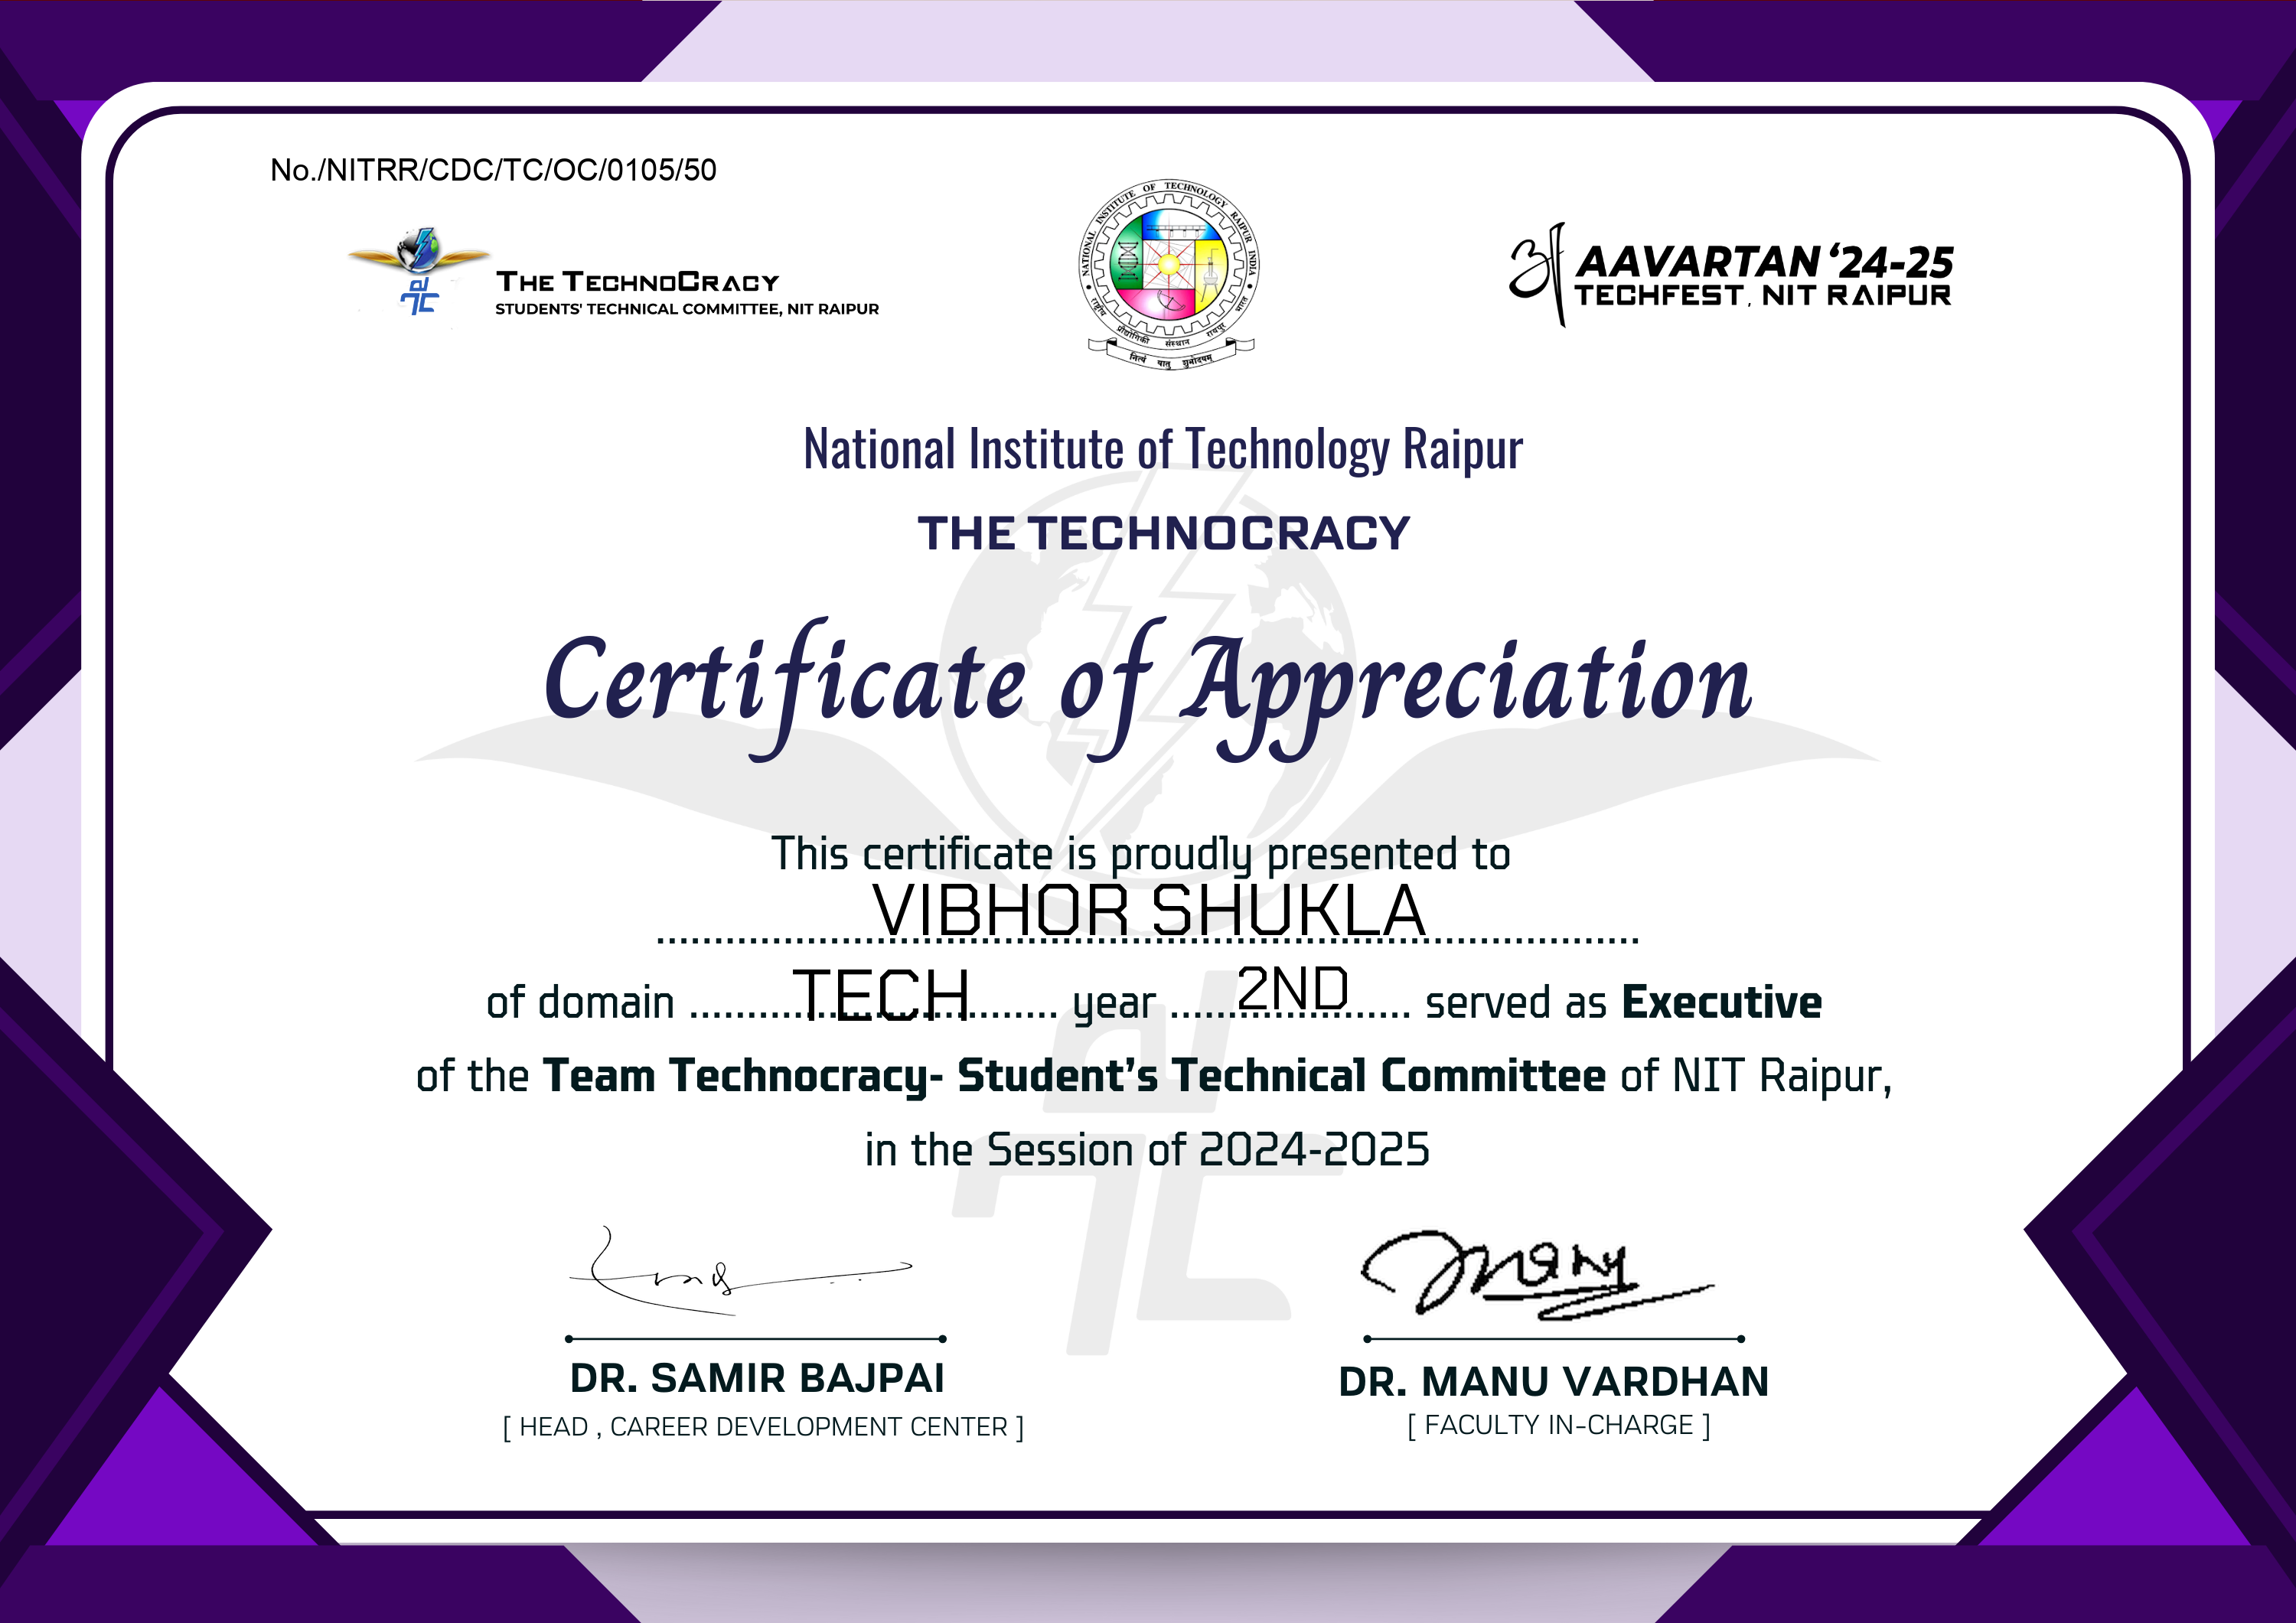 No./NITRR/CDC/TC/OC/0105/50
THE TECHNOCRACY
STUDENTS' TECHNICAL COMMITTEE, NIT RAIPUR
NATIONAL INSTITUTE OF TECHNOLOGY RAIPUR INDIA
राष्ट्रीय प्रौद्योगिकी संस्थान रायपुर भारत
नित्यं यातु शुभोदयम्
AAVARTAN ‘24-25
TECHFEST, NIT RAIPUR
National Institute of Technology Raipur
THE TECHNOCRACY
Certificate of Appreciation
This certificate is proudly presented to
VIBHOR SHUKLA
of domain TECH year 2ND served as Executive
of the Team Technocracy- Student’s Technical Committee of NIT Raipur,
in the Session of 2024-2025
DR. SAMIR BAJPAI
[ HEAD , CAREER DEVELOPMENT CENTER ]
DR. MANU VARDHAN
[ FACULTY IN-CHARGE ]